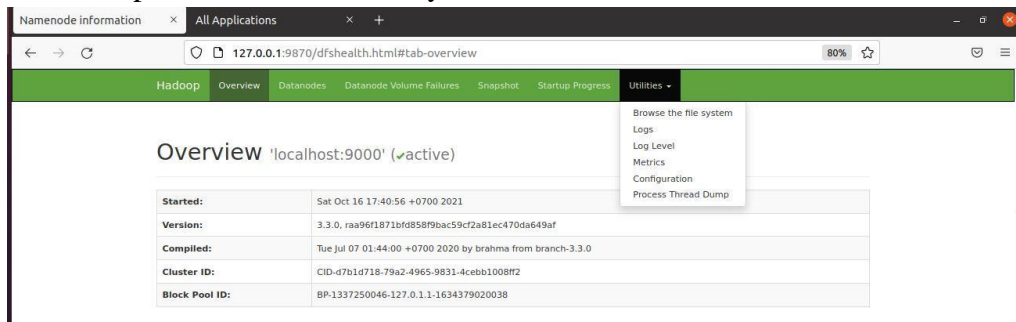 Namenode information × All Applications × +
127.0.0.1:9870/dfshealth.html#tab-overview 80%
Hadoop Overview Datanodes Datanode Volume Failures Snapshot Startup Progress Utilities
Browse the file system
Logs
Log Level
Metrics
Configuration
Process Thread Dump
Overview 'localhost:9000' (✔active)
Started: Sat Oct 16 17:40:56 +0700 2021
Version: 3.3.0, raa96f1871bfd858f9bac59cf2a81ec470da649af
Compiled: Tue Jul 07 01:44:00 +0700 2020 by brahma from branch-3.3.0
Cluster ID: CID-d7b1d718-79a2-4965-9831-4cebb1008ff2
Block Pool ID: BP-1337250046-127.0.1.1-1634379020038